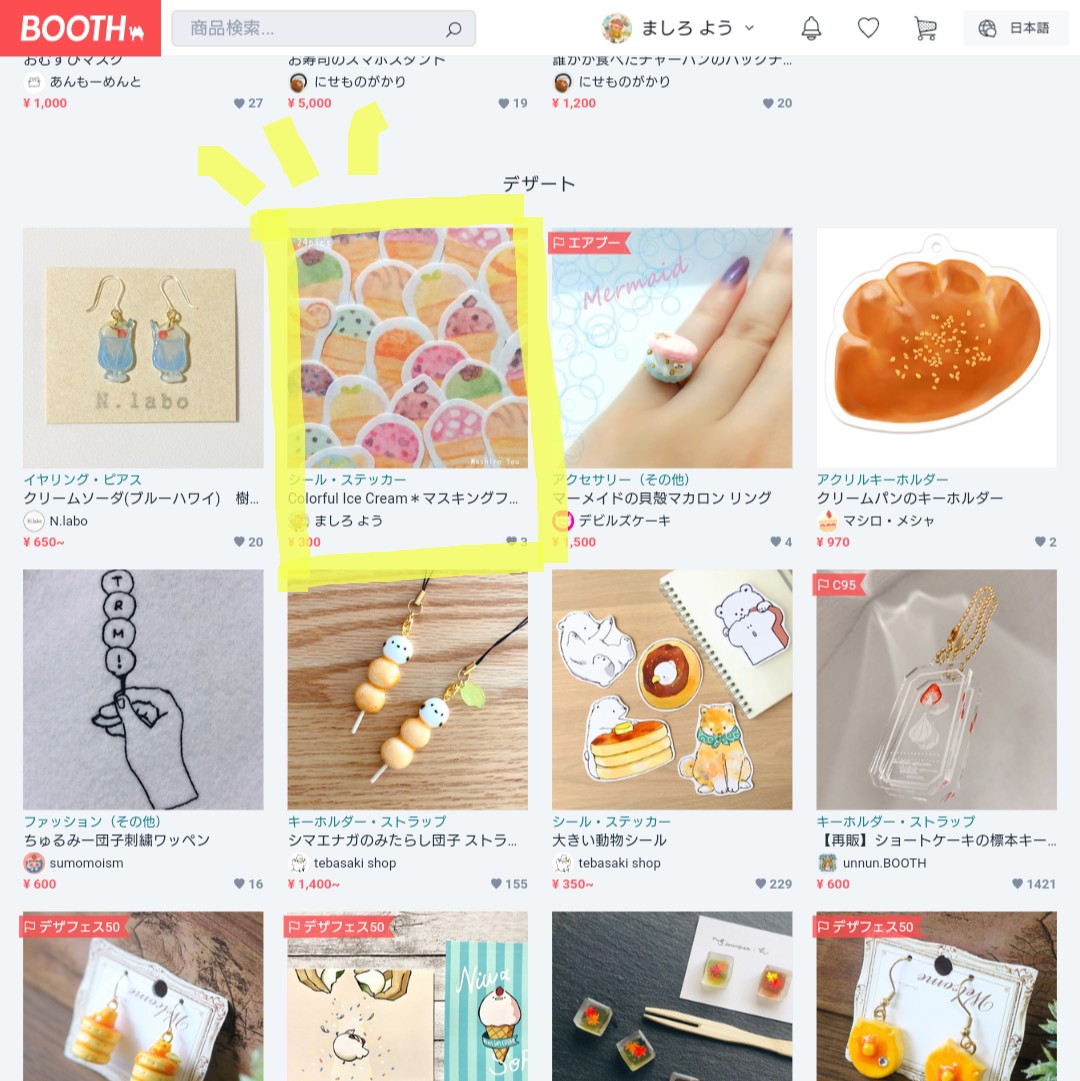 BOOTH
商品検索...
ましろ よう
日本語
おむすびマスク
お寿司のスマホスタンド
誰かが食べたチャーハンのバックチ...
あんもーめんと
にせものがかり
にせものがかり
¥ 1,000
27
¥ 5,000
19
¥ 1,200
20
デザート
N.labo
24pics
Mashiro You
エアブー
Mermaid
イヤリング・ピアス
クリームソーダ(ブルーハワイ) 樹...
N.labo
¥ 650~
20
シール・ステッカー
Colorful Ice Cream＊マスキングフ...
ましろ よう
¥ 300
3
アクセサリー（その他）
マーメイドの貝殻マカロン リング
デビルズケーキ
¥ 1,500
4
アクリルキーホルダー
クリームパンのキーホルダー
マシロ・メシャ
¥ 970
2
TRM!
C95
ファッション（その他）
ちゅるみー団子刺繍ワッペン
sumomoism
¥ 600
16
キーホルダー・ストラップ
シマエナガのみたらし団子 ストラ...
tebasaki shop
¥ 1,400~
155
シール・ステッカー
大きい動物シール
tebasaki shop
¥ 350~
229
キーホルダー・ストラップ
【再販】ショートケーキの標本キー...
unnun.BOOTH
¥ 600
1421
デザフェス50
Welcome
デザフェス50
Niwa
SOF
デザフェス50
Welcome